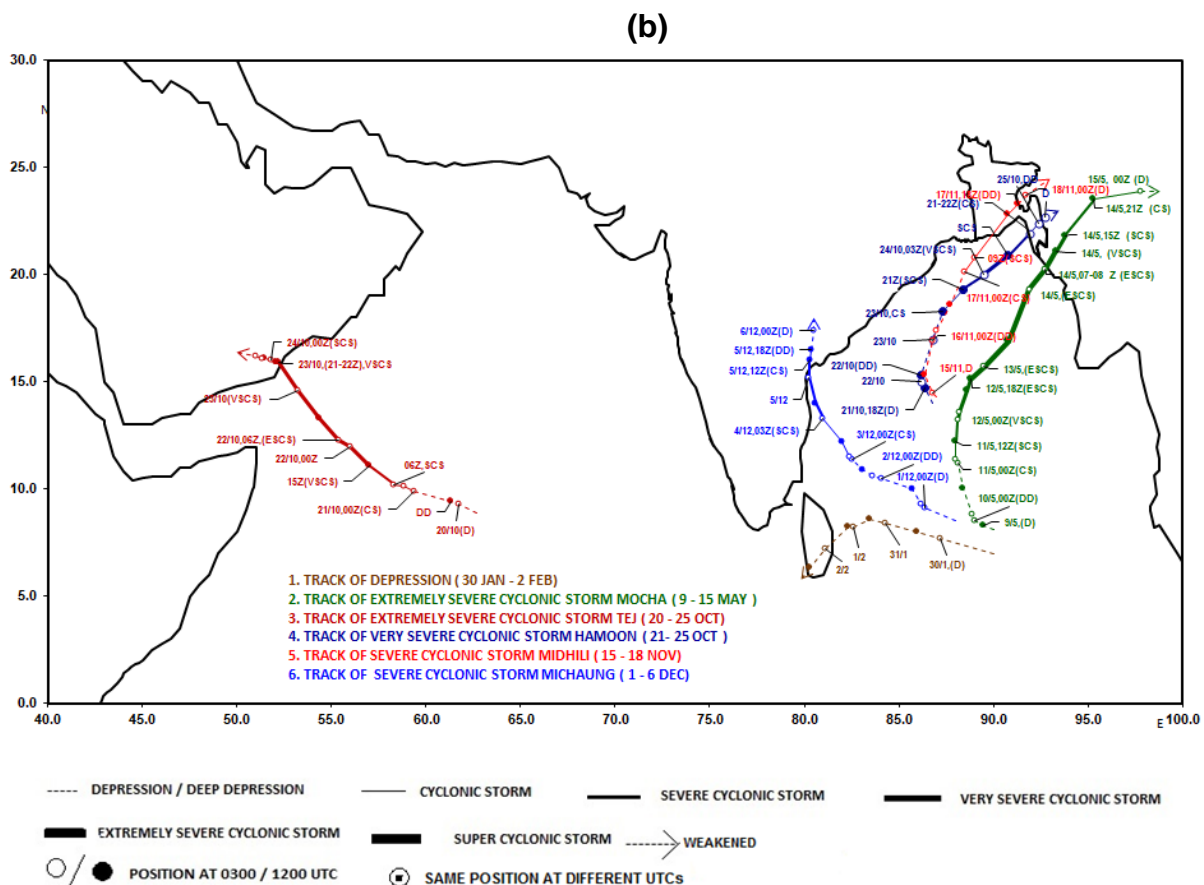 (b)
30.0
N
25.0
20.0
15.0
10.0
5.0
0.0
40.0 45.0 50.0 55.0 60.0 65.0 70.0 75.0 80.0 85.0 90.0 95.0 E 100.0
24/10,00Z(SCS)
23/10,(21-22Z),VSCS
23/10(VSCS)
22/10,06Z,(ESCS)
22/10,00Z
15Z(VSCS)
06Z,SCS
21/10,00Z(CS)
DD
20/10(D)
25/10,DD
17/11,18Z(DD)
18/11,00Z(D)
D
21-22Z(CS)
SCS
24/10,03Z(VSCS)
09Z(SCS)
21Z(SCS)
17/11,00Z(CS)
23/10,CS
16/11,00Z(DD)
23/10
22/10(DD)
15/11,D
22/10
21/10,18Z(D)
15/5, 00Z (D)
14/5,21Z (CS)
14/5,15Z (SCS)
14/5, (VSCS)
14/5,07-08 Z (ESCS)
14/5,(ESCS)
13/5,(ESCS)
12/5,18Z(ESCS)
12/5,00Z(VSCS)
11/5,12Z(SCS)
11/5,00Z(CS)
10/5,00Z(DD)
9/5,(D)
6/12,00Z(D)
5/12,18Z(DD)
5/12,12Z(CS)
5/12
4/12,03Z(SCS)
3/12,00Z(CS)
2/12,00Z(DD)
1/12,00Z(D)
2/2
1/2
31/1
30/1,(D)
1. TRACK OF DEPRESSION ( 30 JAN - 2 FEB)
2. TRACK OF EXTREMELY SEVERE CYCLONIC STORM MOCHA ( 9 - 15 MAY )
3. TRACK OF EXTREMELY SEVERE CYCLONIC STORM TEJ ( 20 - 25 OCT)
4. TRACK OF VERY SEVERE CYCLONIC STORM HAMOON ( 21- 25 OCT )
5. TRACK OF SEVERE CYCLONIC STORM MIDHILI ( 15 - 18 NOV)
6. TRACK OF SEVERE CYCLONIC STORM MICHAUNG ( 1 - 6 DEC)
DEPRESSION / DEEP DEPRESSION
CYCLONIC STORM
SEVERE CYCLONIC STORM
VERY SEVERE CYCLONIC STORM
EXTREMELY SEVERE CYCLONIC STORM
SUPER CYCLONIC STORM
WEAKENED
POSITION AT 0300 / 1200 UTC
SAME POSITION AT DIFFERENT UTCs